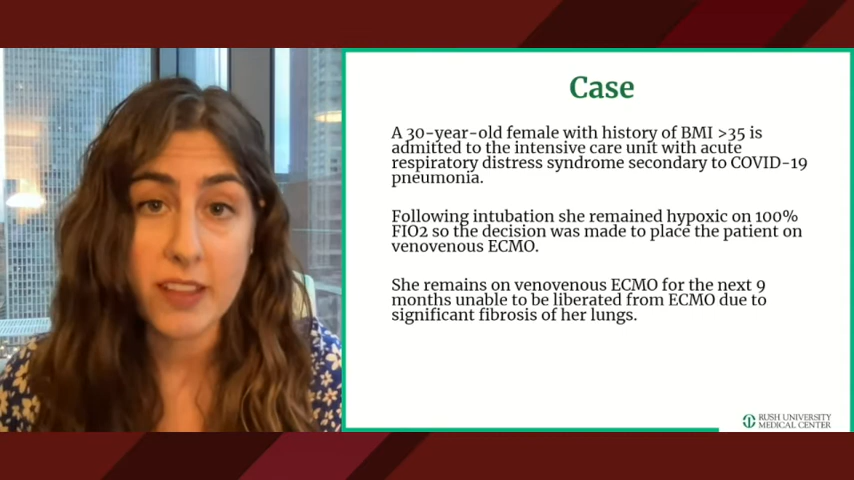 Case
A 30-year-old female with history of BMI >35 is
admitted to the intensive care unit with acute
respiratory distress syndrome secondary to COVID-19
pneumonia.
Following intubation she remained hypoxic on 100%
FIO2 so the decision was made to place the patient on
venovenous ECMO.
She remains on venovenous ECMO for the next 9
months unable to be liberated from ECMO due to
significant fibrosis of her lungs.
RUSH UNIVERSITY
MEDICAL CENTER